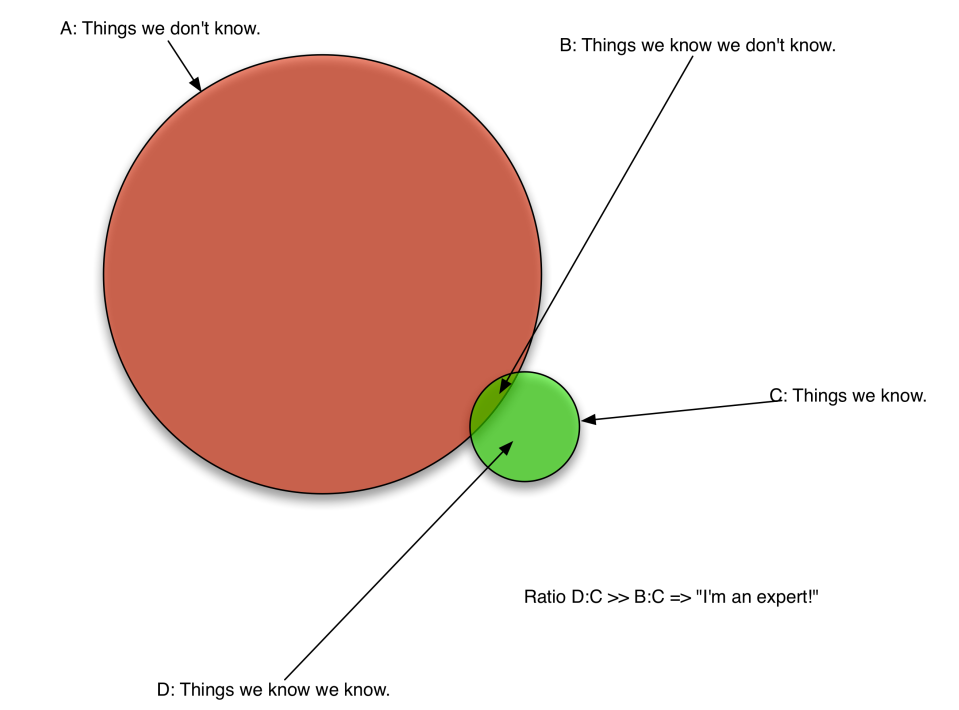 A: Things we don't know.
B: Things we know we don't know.
C: Things we know.
Ratio D:C >> B:C => "I'm an expert!"
D: Things we know we know.